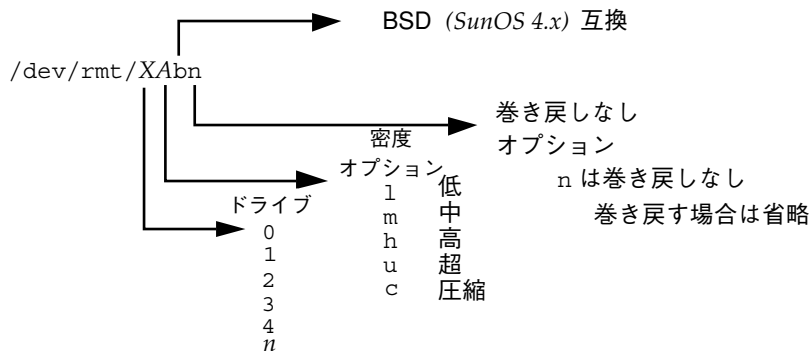 BSD (SunOS 4.x) 互換
/dev/rmt/XAbn
巻き戻しなし
オプション
n は巻き戻しなし
巻き戻す場合は省略
密度
オプション
l 低
m 中
h 高
u 超
c 圧縮
ドライブ
0
1
2
3
4
n